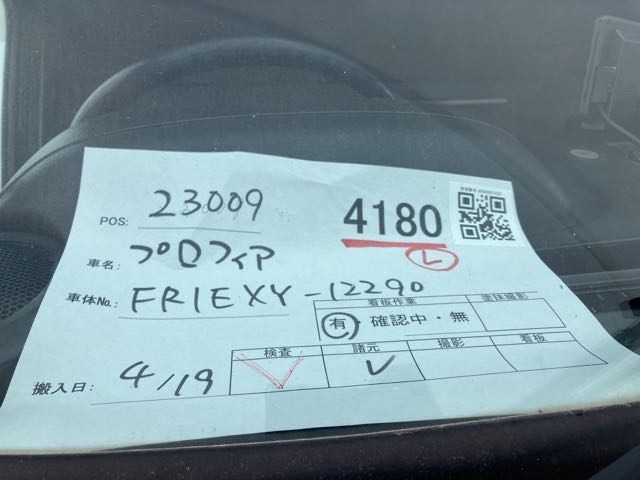 POS: 23009
4180
レ
車名: プロフィア
車体No.: FR1EXY-12290
看板作業 塗抹撮影
有・確認中・無
検査 諸元 撮影 看板
搬入日: 4/19